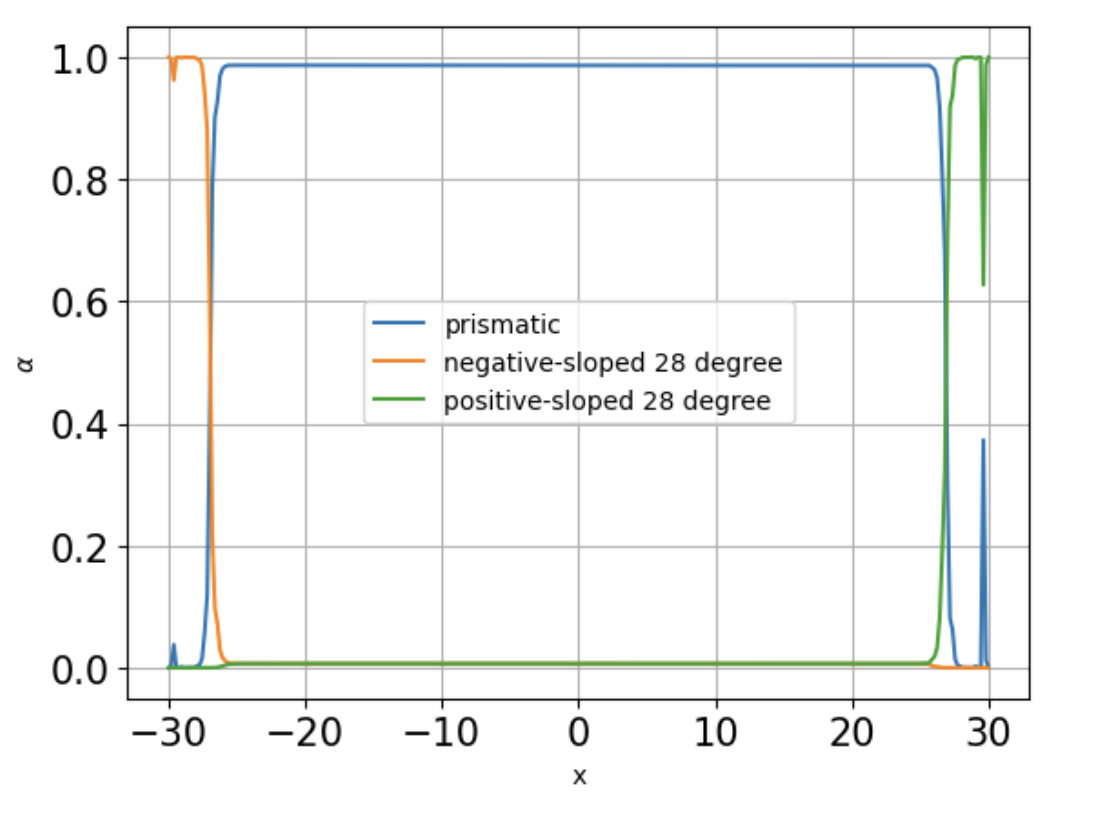 1.0
0.8
0.6
0.4
0.2
0.0
α
prismatic
negative-sloped 28 degree
positive-sloped 28 degree
−30 −20 −10 0 10 20 30
x